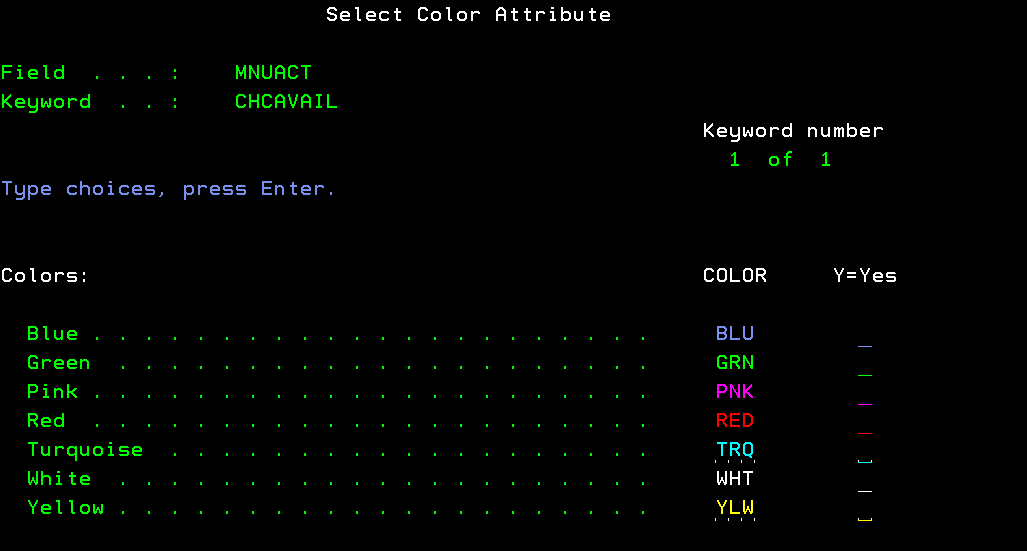 Select Color Attribute
Field . . . : MNUACT
Keyword . . : CHCAVAIL
Keyword number
1 of 1
Type choices, press Enter.
Colors: COLOR Y=Yes
Blue . . . . . . . . . . . . . . . . . . . . . . BLU _
Green . . . . . . . . . . . . . . . . . . . . . GRN _
Pink . . . . . . . . . . . . . . . . . . . . . . PNK _
Red . . . . . . . . . . . . . . . . . . . . . . RED _
Turquoise . . . . . . . . . . . . . . . . . . . TRQ _
White . . . . . . . . . . . . . . . . . . . . . WHT _
Yellow . . . . . . . . . . . . . . . . . . . . . YLW _